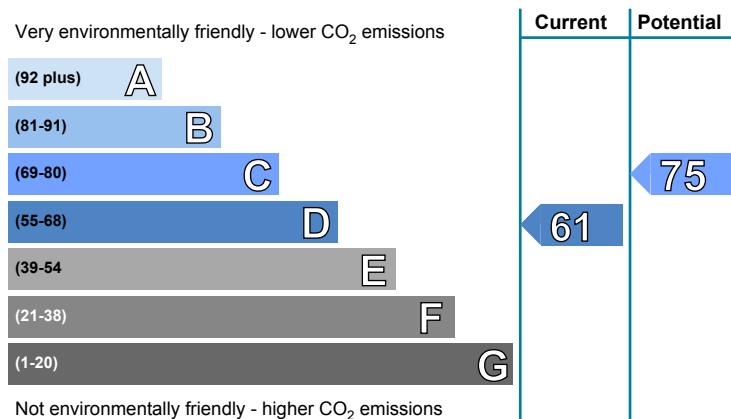 Current Potential
Very environmentally friendly - lower CO2 emissions
(92 plus) A
(81-91) B
(69-80) C
75
(55-68) D
61
(39-54 E
(21-38) F
(1-20) G
Not environmentally friendly - higher CO2 emissions